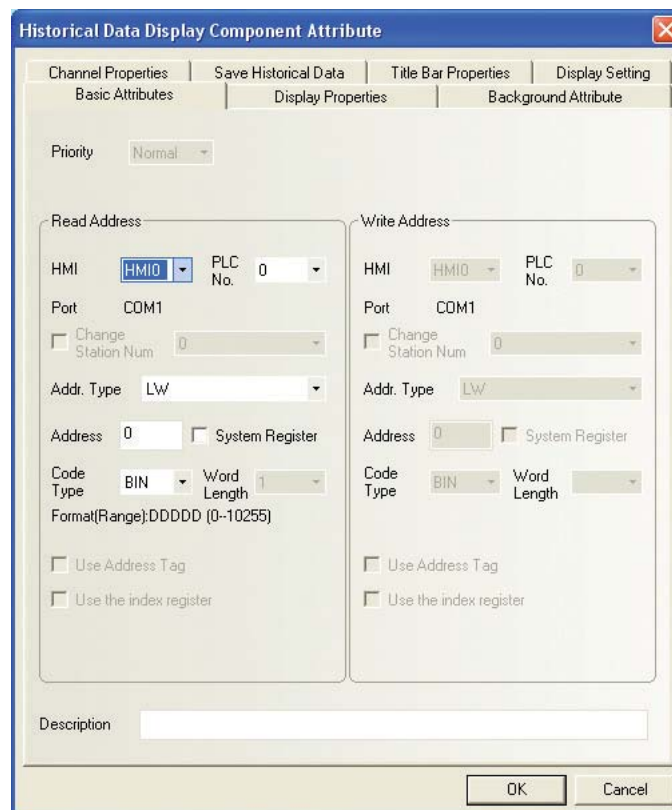 Historical Data Display Component Attribute
Channel Properties Save Historical Data Title Bar Properties Display Setting
Basic Attributes Display Properties Background Attribute
Priority Normal
Read Address
HMI HMI0 PLC No. 0
Port COM1
Change Station Num 0
Addr. Type LW
Address 0 System Register
Code Type BIN Word Length 1
Format(Range):DDDDD (0--10255)
Use Address Tag
Use the index register
Write Address
HMI HMI0 PLC No. 0
Port COM1
Change Station Num 0
Addr. Type LW
Address 0 System Register
Code Type BIN Word Length
Use Address Tag
Use the index register
Description
OK Cancel